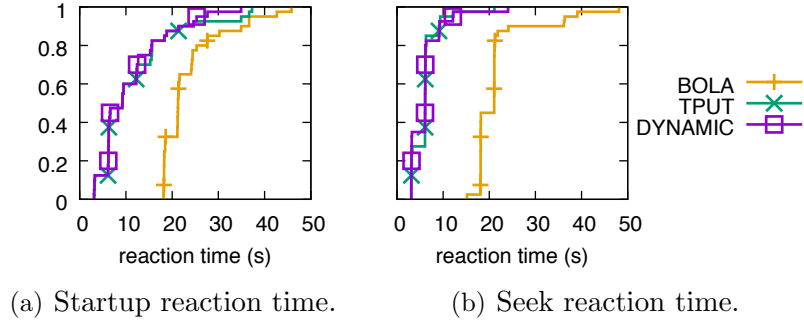 1
0.8
0.6
0.4
0.2
0
0 10 20 30 40 50
reaction time (s)
(a) Startup reaction time.
0 10 20 30 40 50
reaction time (s)
(b) Seek reaction time.
BOLA
TPUT
DYNAMIC